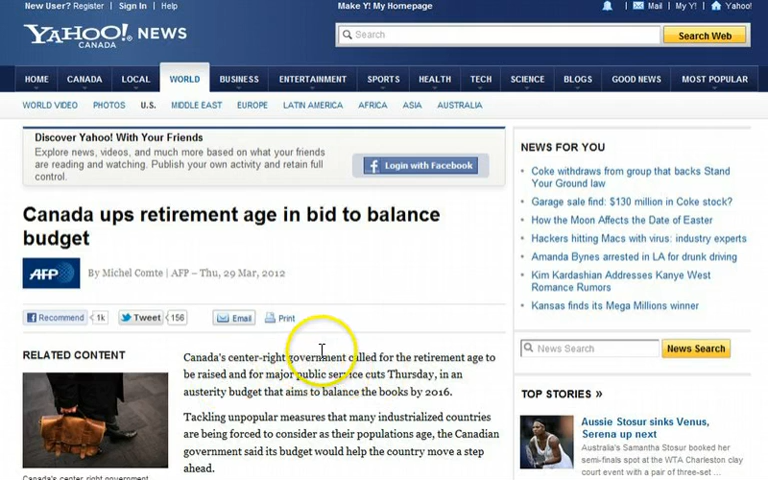 New User? Register | Sign In | Help
Make Y! My Homepage
Mail | My Y! Yahoo!
YAHOO! NEWS
CANADA
Search
Search Web
HOME CANADA LOCAL WORLD BUSINESS ENTERTAINMENT SPORTS HEALTH TECH SCIENCE BLOGS GOOD NEWS MOST POPULAR
WORLD VIDEO PHOTOS U.S. MIDDLE EAST EUROPE LATIN AMERICA AFRICA ASIA AUSTRALIA
Discover Yahoo! With Your Friends
Explore news, videos, and much more based on what your friends
are reading and watching. Publish your own activity and retain full
control.
Login with Facebook
Canada ups retirement age in bid to balance
budget
AFP
By Michel Comte | AFP – Thu, 29 Mar, 2012
Recommend 1k Tweet 156 Email Print
RELATED CONTENT
Canada's center-right government
Canada's center-right government called for the retirement age to
be raised and for major public service cuts Thursday, in an
austerity budget that aims to balance the books by 2016.
Tackling unpopular measures that many industrialized countries
are being forced to consider as their populations age, the Canadian
government said its budget would help the country move a step
ahead.
NEWS FOR YOU
Coke withdraws from group that backs Stand
Your Ground law
Garage sale find: $130 million in Coke stock?
How the Moon Affects the Date of Easter
Hackers hitting Macs with virus: industry experts
Amanda Bynes arrested in LA for drunk driving
Kim Kardashian Addresses Kanye West
Romance Rumors
Kansas finds its Mega Millions winner
News Search
News Search
TOP STORIES »
Aussie Stosur sinks Venus,
Serena up next
Australia's Samantha Stosur booked her
semi-finals spot at the WTA Charleston clay
court event with a pair of three-set ...